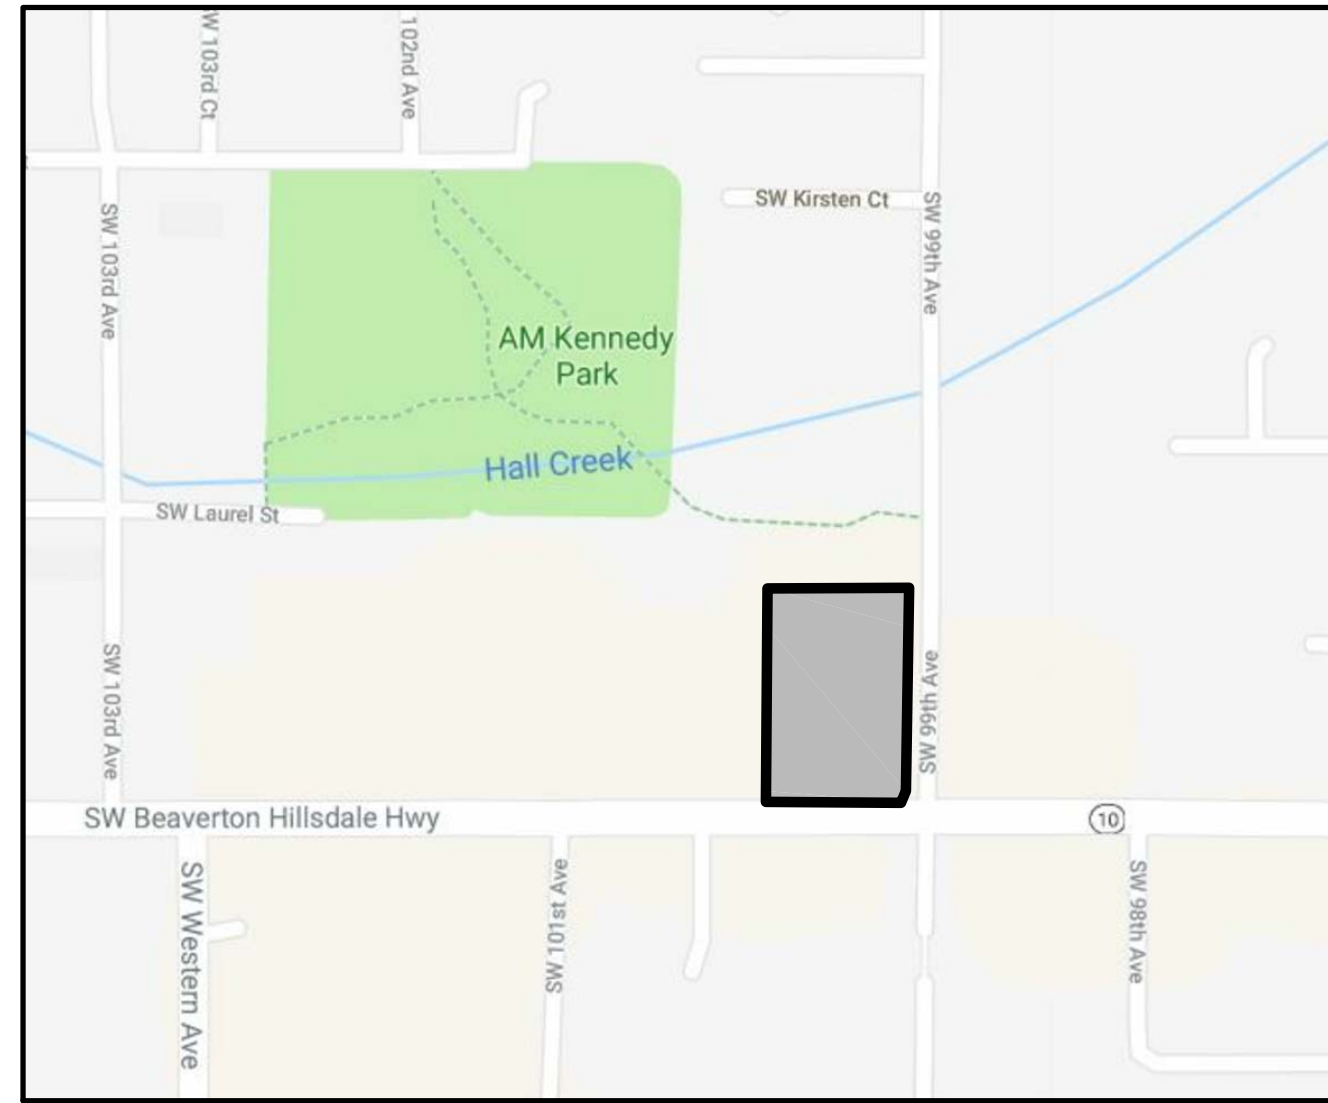 W 103rd Ct
102nd Ave
SW Kirsten Ct
SW 103rd Ave
SW 99th Ave
AM Kennedy
Park
Hall Creek
SW Laurel St
SW 103rd Ave
SW 99th Ave
SW Beaverton Hillsdale Hwy
10
SW Western Ave
SW 101st Ave
SW 98th Ave